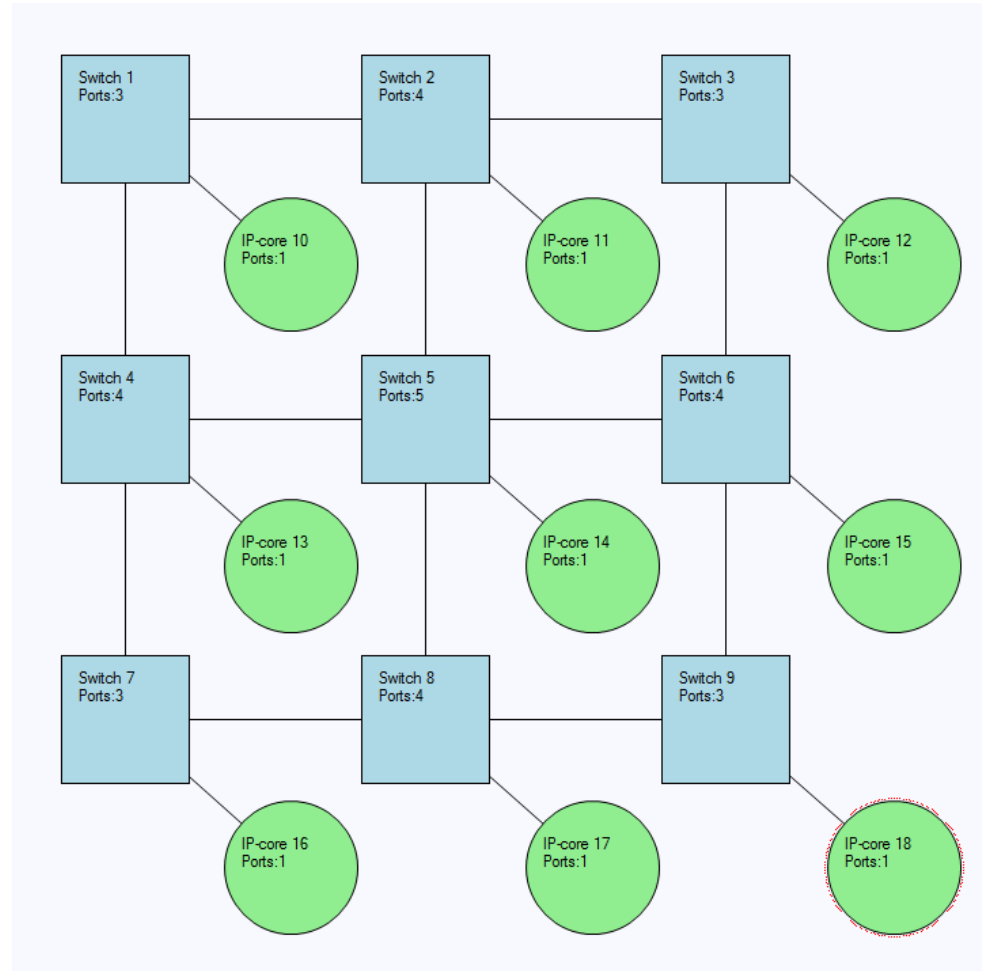 Switch 1
Ports:3
Switch 2
Ports:4
Switch 3
Ports:3
IP-core 10
Ports:1
IP-core 11
Ports:1
IP-core 12
Ports:1
Switch 4
Ports:4
Switch 5
Ports:5
Switch 6
Ports:4
IP-core 13
Ports:1
IP-core 14
Ports:1
IP-core 15
Ports:1
Switch 7
Ports:3
Switch 8
Ports:4
Switch 9
Ports:3
IP-core 16
Ports:1
IP-core 17
Ports:1
IP-core 18
Ports:1